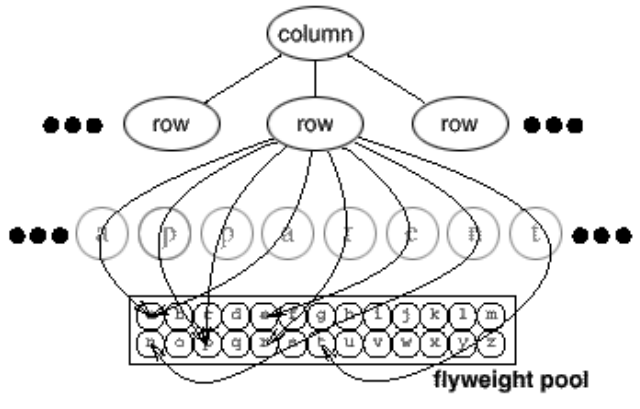 column
row row row
a p p a r e n t
a b c d e f g h i j k l m
n o p q r s t u v w x y z
flyweight pool